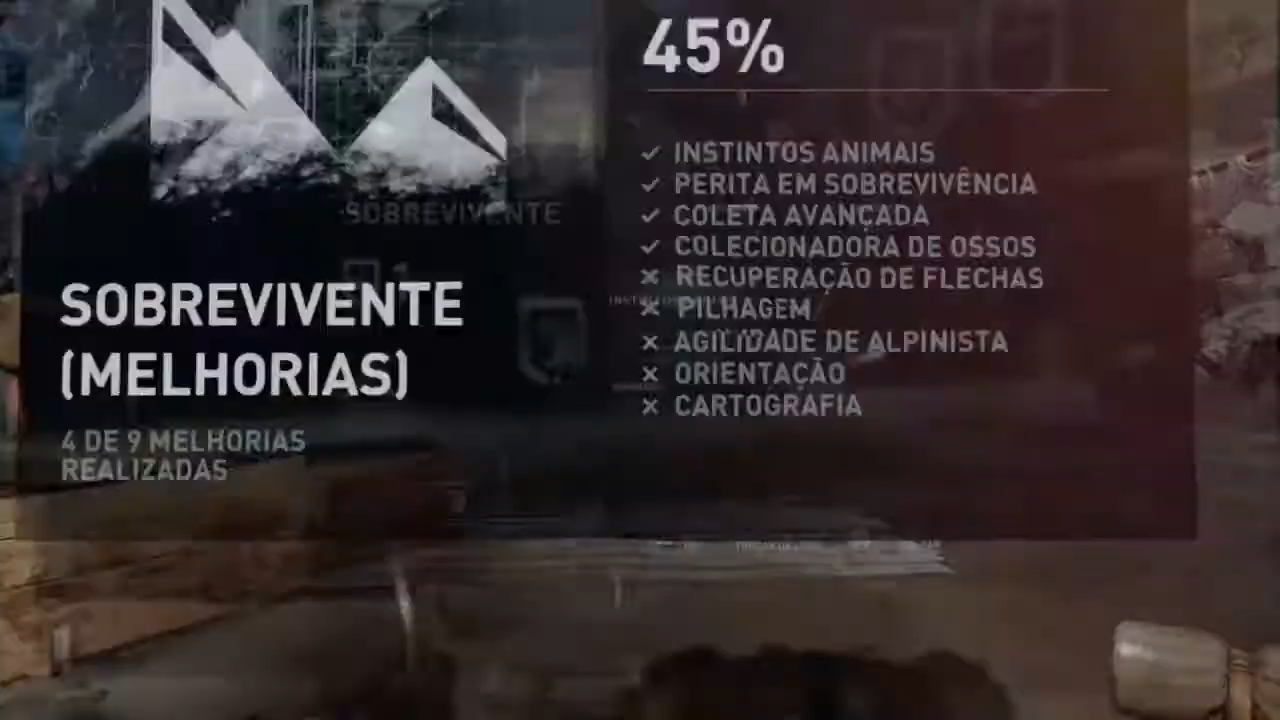 45%
INSTINTOS ANIMAIS
PERITA EM SOBREVIVÊNCIA
COLETA AVANÇADA
COLECIONADORA DE OSSOS
RECUPERAÇÃO DE FLECHAS
PILHAGEM
AGILIDADE DE ALPINISTA
ORIENTAÇÃO
CARTOGRAFIA
SOBREVIVENTE
SOBREVIVENTE
(MELHORIAS)
4 DE 9 MELHORIAS
REALIZADAS